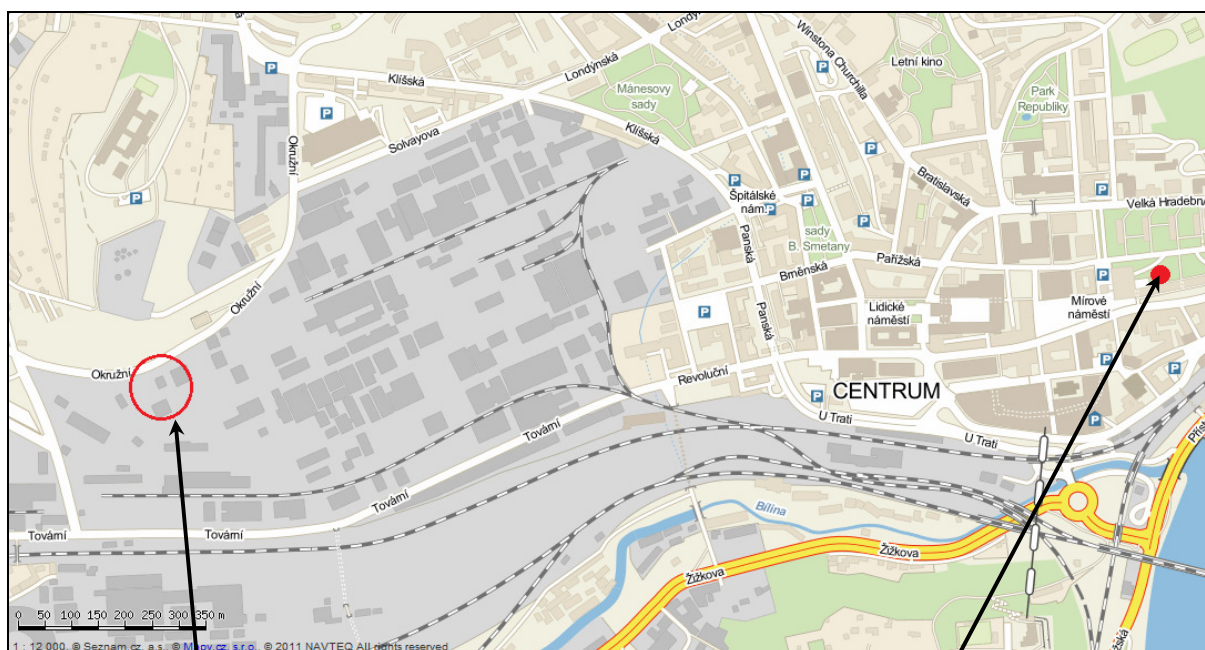 Londýnská
Winstona Churchilla
Letní kino
Klíšská
Londýnská
Mánesovy
sady
Park
Republiky
Okružní
Solvayova
Klíšská
Bratislavská
Špitálské
nám.
Velká Hradební
sady
B. Smetany
Panská
Pařížská
Brněnská
Okružní
Mírové
náměstí
Lidické
náměstí
Panská
Okružní
Revoluční
CENTRUM
U Trati
Tovární
U Trati
Tovární
Bílina
Tovární
Tovární
Žižkova
Žižkova
0 50 100 150 200 250 300 350 m
1 : 12 000, © Seznam.cz, a.s., © Mapy.cz, s.r.o., © 2011 NAVTEQ All rights reserved